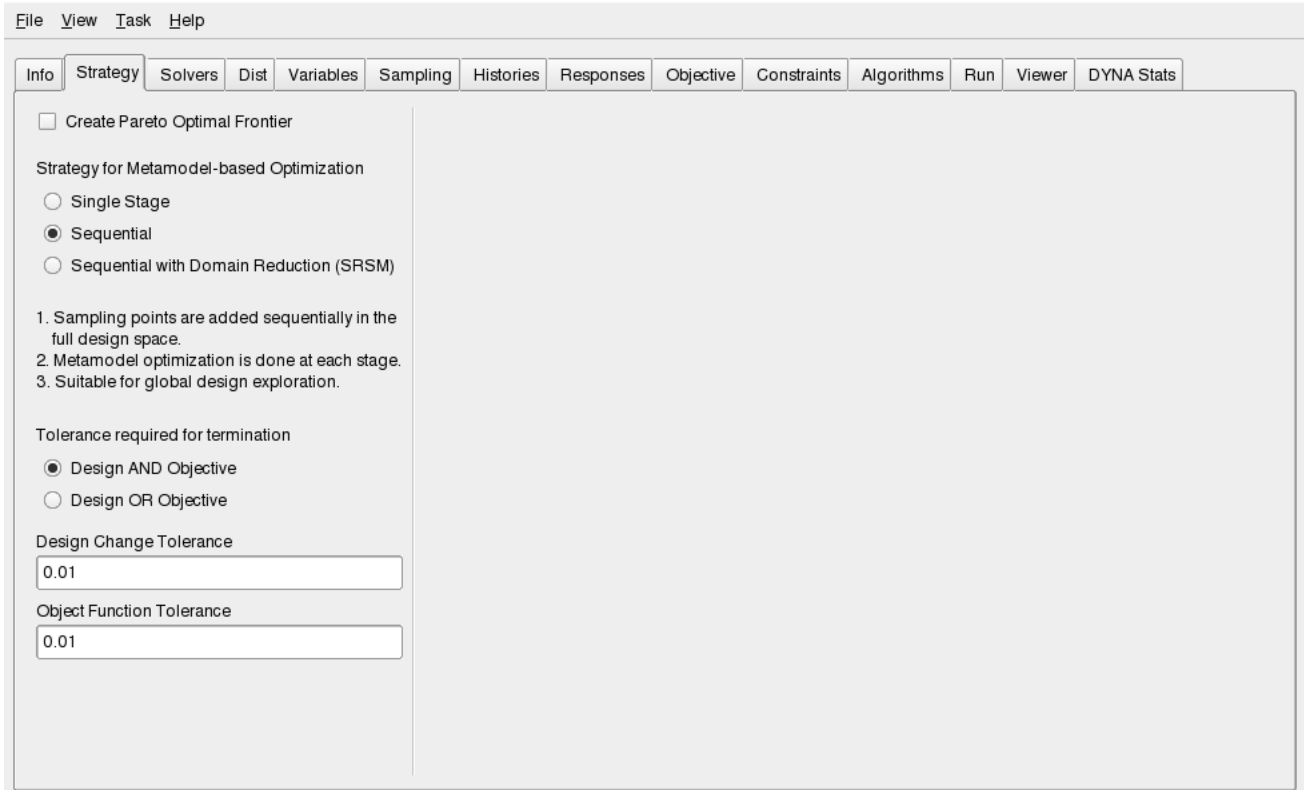 File View Task Help
Info Strategy Solvers Dist Variables Sampling Histories Responses Objective Constraints Algorithms Run Viewer DYNA Stats
Create Pareto Optimal Frontier
Strategy for Metamodel-based Optimization
Single Stage
Sequential
Sequential with Domain Reduction (SRSM)
1. Sampling points are added sequentially in the
full design space.
2. Metamodel optimization is done at each stage.
3. Suitable for global design exploration.
Tolerance required for termination
Design AND Objective
Design OR Objective
Design Change Tolerance
0.01
Object Function Tolerance
0.01